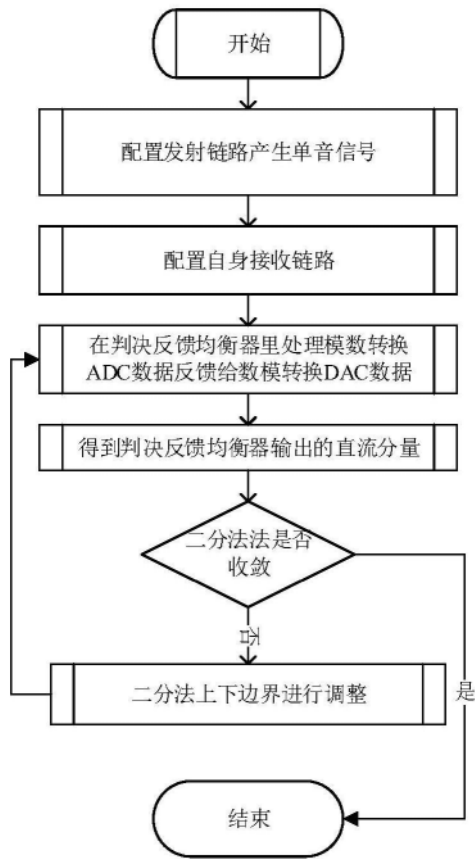 开始
配置发射链路产生单音信号
配置自身接收链路
在判决反馈均衡器里处理模数转换
ADC数据反馈给数模转换DAC数据
得到判决反馈均衡器输出的直流分量
二分法法是否
收敛
否
二分法上下边界进行调整
是
结束